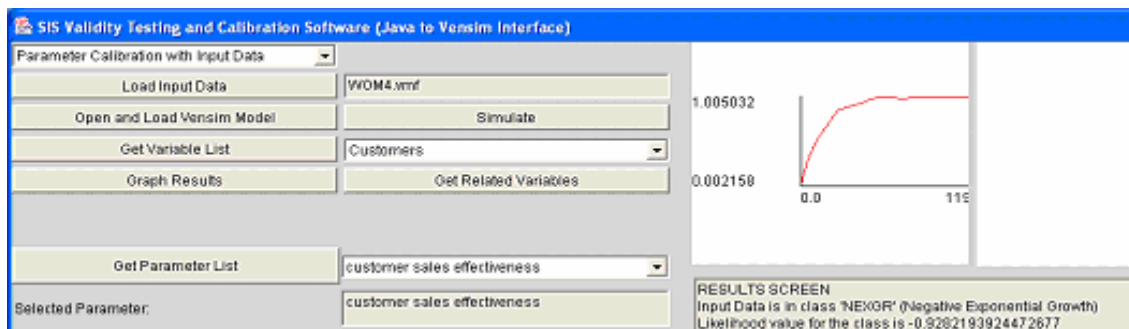 SIS Validity Testing and Calibration Software (Java to Vensim Interface)
Parameter Calibration with Input Data
Load Input Data
WOM4.vmf
Open and Load Vensim Model
Simulate
Get Variable List
Customers
Graph Results
Get Related Variables
1.005032
0.002158
0.0
119
Get Parameter List
customer sales effectiveness
Selected Parameter:
customer sales effectiveness
RESULTS SCREEN
Input Data is in class 'NEXGR' (Negative Exponential Growth)
Likelihood value for the class is -0.9282193924472677